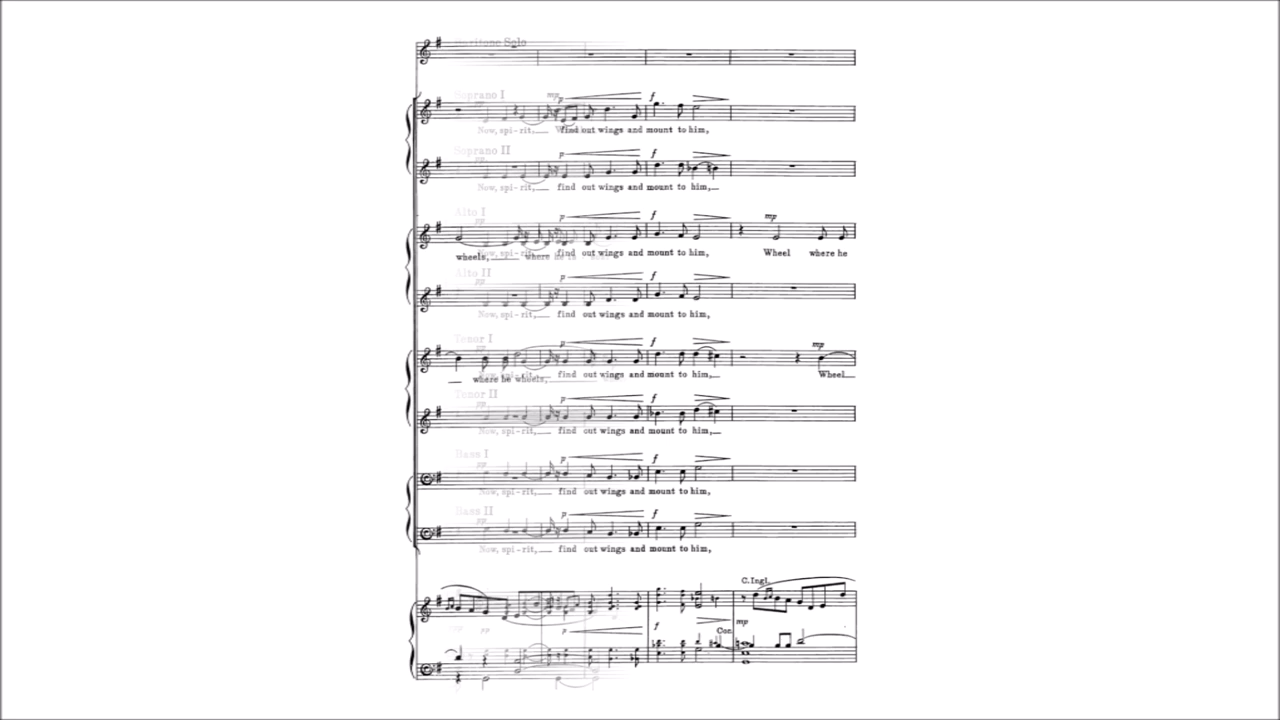 Baritone Solo
Soprano I
mp p f
Now, spi-rit, find out wings and mount to him,
Soprano II
pp p f
Now, spi-rit, find out wings and mount to him,
Alto I
pp p f mp
Now, spi-rit, find out wings and mount to him, Wheel where he
wheels, where he
Alto II
pp p f
Now, spi-rit, find out wings and mount to him,
Tenor I
pp p f mp
Now, spi-rit, find out wings and mount to him, Wheel
where he wheels,
Tenor II
pp p f
Now, spi-rit, find out wings and mount to him,
Bass I
pp p f
Now, spi-rit, find out wings and mount to him,
Bass II
pp p f
Now, spi-rit, find out wings and mount to him,
C. Ingl.
pp p f mp
Cor.